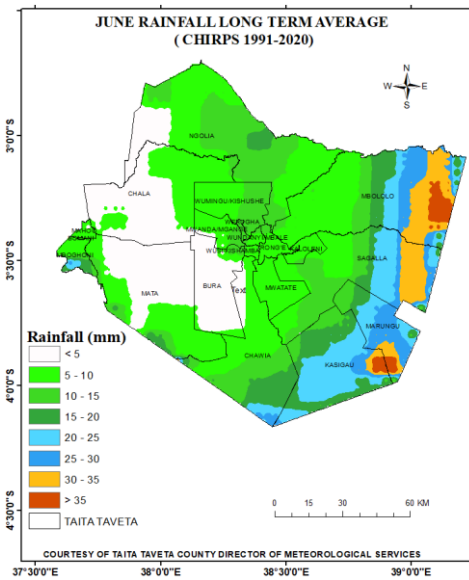 JUNE RAINFALL LONG TERM AVERAGE
( CHIRPS 1991-2020)
N
W E
S
3°0'0"S
3°30'0"S
4°0'0"S
4°30'0"S
NGOLIA
CHALA
MBOLOLO
WUMINGU/KISHUSHE
WUNDANYI/MBALE
SAGALLA
MATA
BURA
Text
MWATATE
MARUNGU
CHAWIA
KASIGAU
MBOGHONI
Rainfall (mm)
< 5
5 - 10
10 - 15
15 - 20
20 - 25
25 - 30
30 - 35
> 35
TAITA TAVETA
0 15 30 60 KM
COURTESY OF TAITA TAVETA COUNTY DIRECTOR OF METEOROLOGICAL SERVICES
37°30'0"E 38°0'0"E 38°30'0"E 39°0'0"E